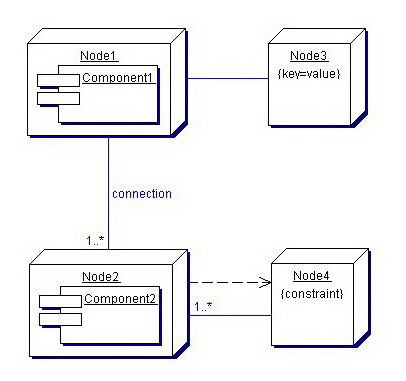 Node1
Component1
Node3
{key=value}
connection
1..*
Node2
Component2
Node4
{constraint}
1..*